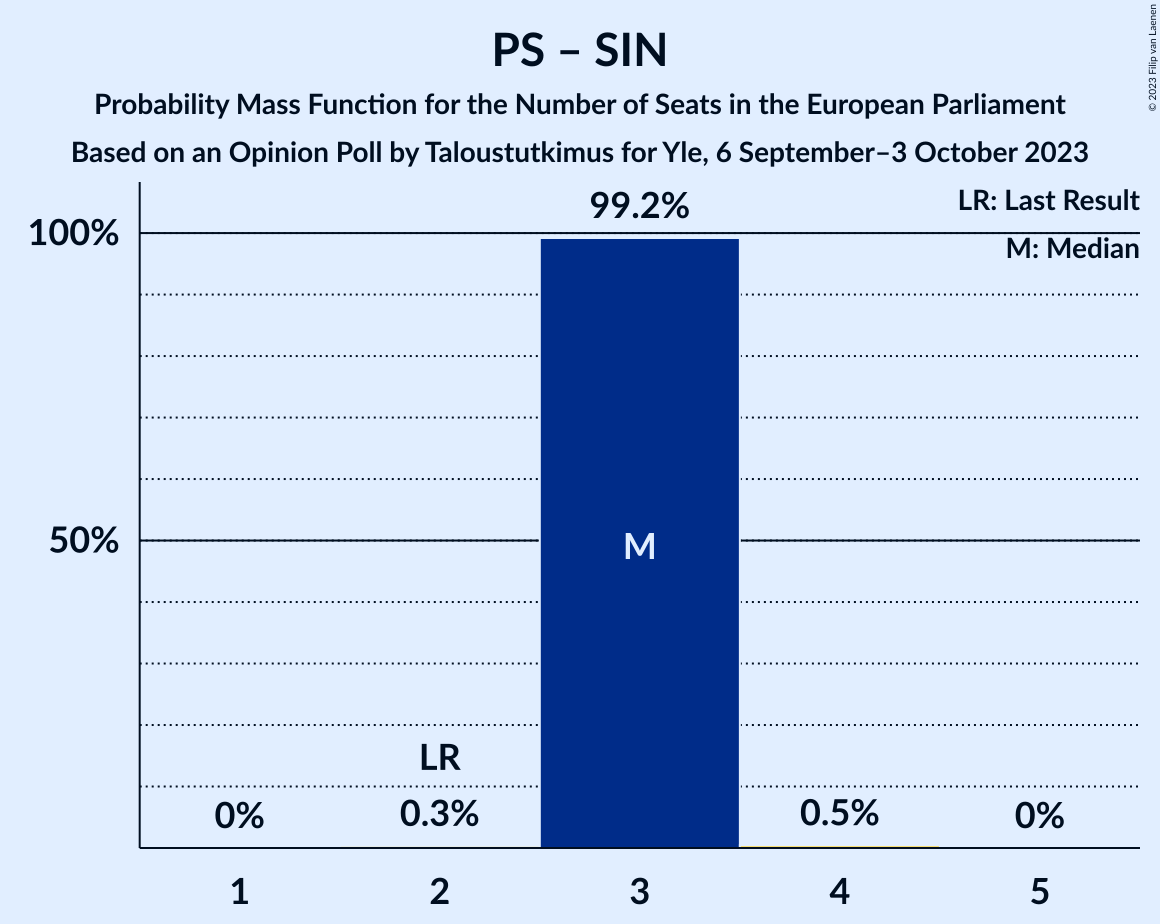 PS – SIN
Probability Mass Function for the Number of Seats in the European Parliament
Based on an Opinion Poll by Taloustutkimus for Yle, 6 September–3 October 2023
© 2023 Filip van Laenen
LR: Last Result
M: Median
99.2%
100%
50%
M
LR
0%
0.3%
0.5%
0%
1
2
3
4
5